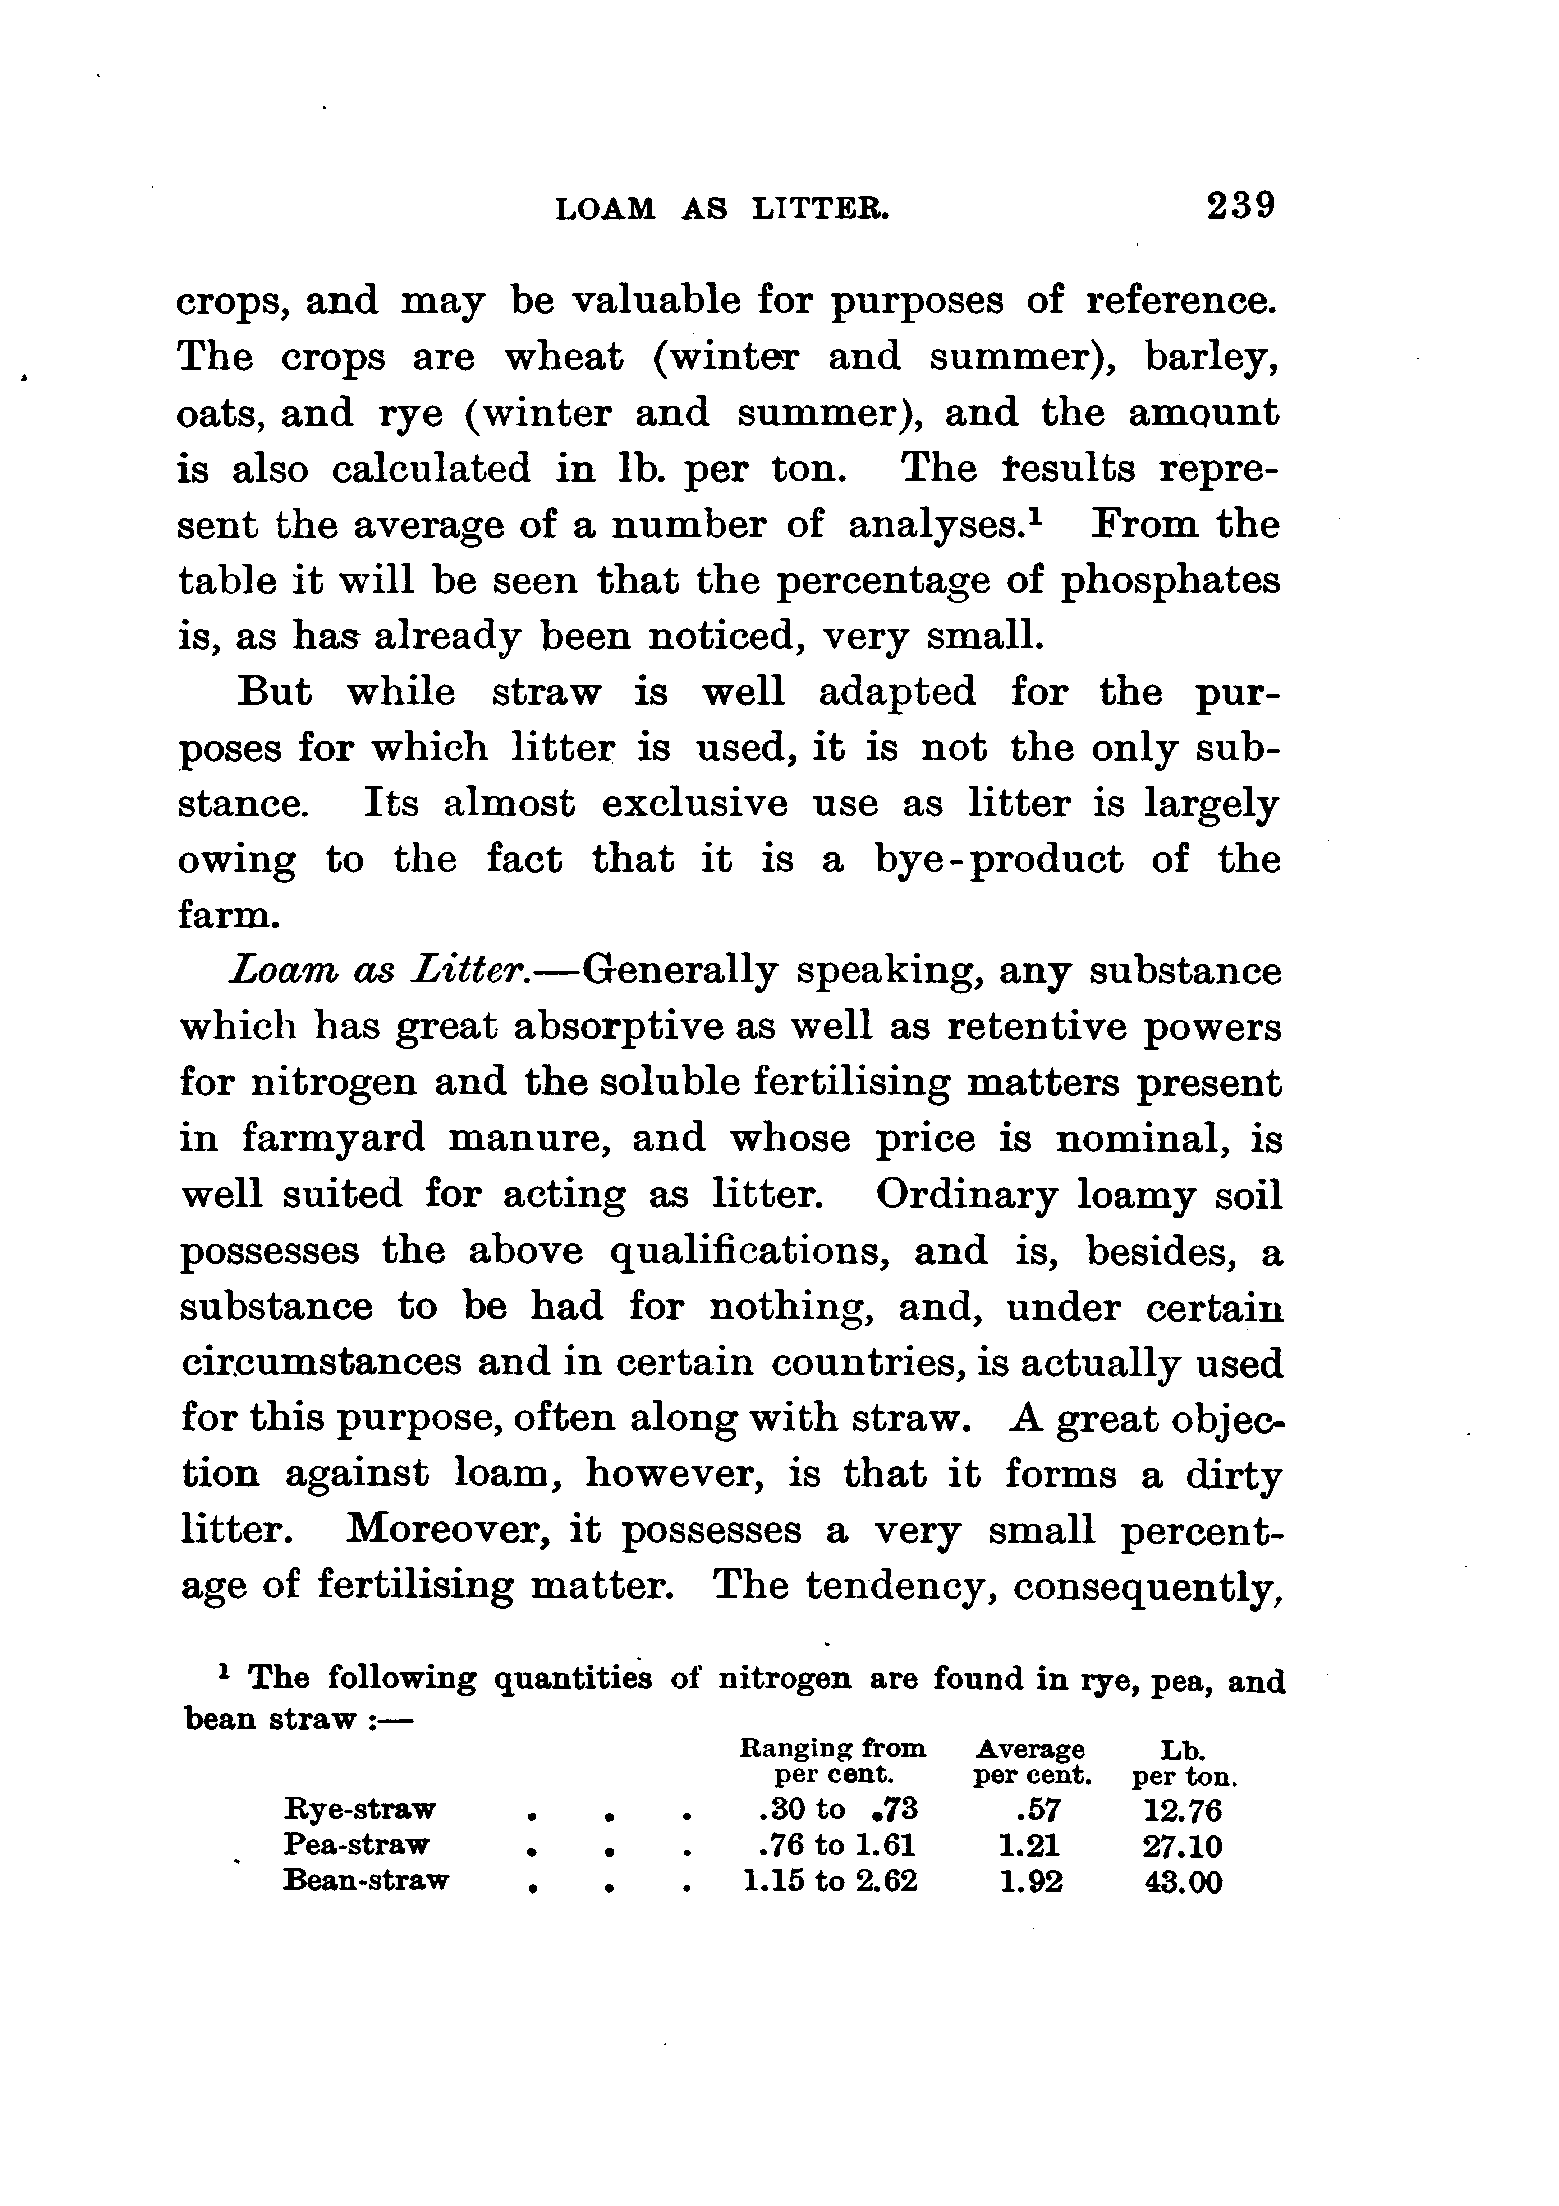 LOAM AS LITTER. 239
crops, and may be valuable for purposes of reference.
The crops are wheat (winter and summer), barley,
oats, and rye (winter and summer), and the amount
is also calculated in lb. per ton. The results repre-
sent the average of a number of analyses.¹ From the
table it will be seen that the percentage of phosphates
is, as has already been noticed, very small.
But while straw is well adapted for the pur-
poses for which litter is used, it is not the only sub-
stance. Its almost exclusive use as litter is largely
owing to the fact that it is a bye-product of the
farm.
Loam as Litter.—Generally speaking, any substance
which has great absorptive as well as retentive powers
for nitrogen and the soluble fertilising matters present
in farmyard manure, and whose price is nominal, is
well suited for acting as litter. Ordinary loamy soil
possesses the above qualifications, and is, besides, a
substance to be had for nothing, and, under certain
circumstances and in certain countries, is actually used
for this purpose, often along with straw. A great objec-
tion against loam, however, is that it forms a dirty
litter. Moreover, it possesses a very small percent-
age of fertilising matter. The tendency, consequently,
¹ The following quantities of nitrogen are found in rye, pea, and
bean straw :—
Ranging from Average Lb.
per cent. per cent. per ton.
Rye-straw . . . .30 to .73 .57 12.76
Pea-straw . . . .76 to 1.61 1.21 27.10
Bean-straw . . . 1.15 to 2.62 1.92 43.00